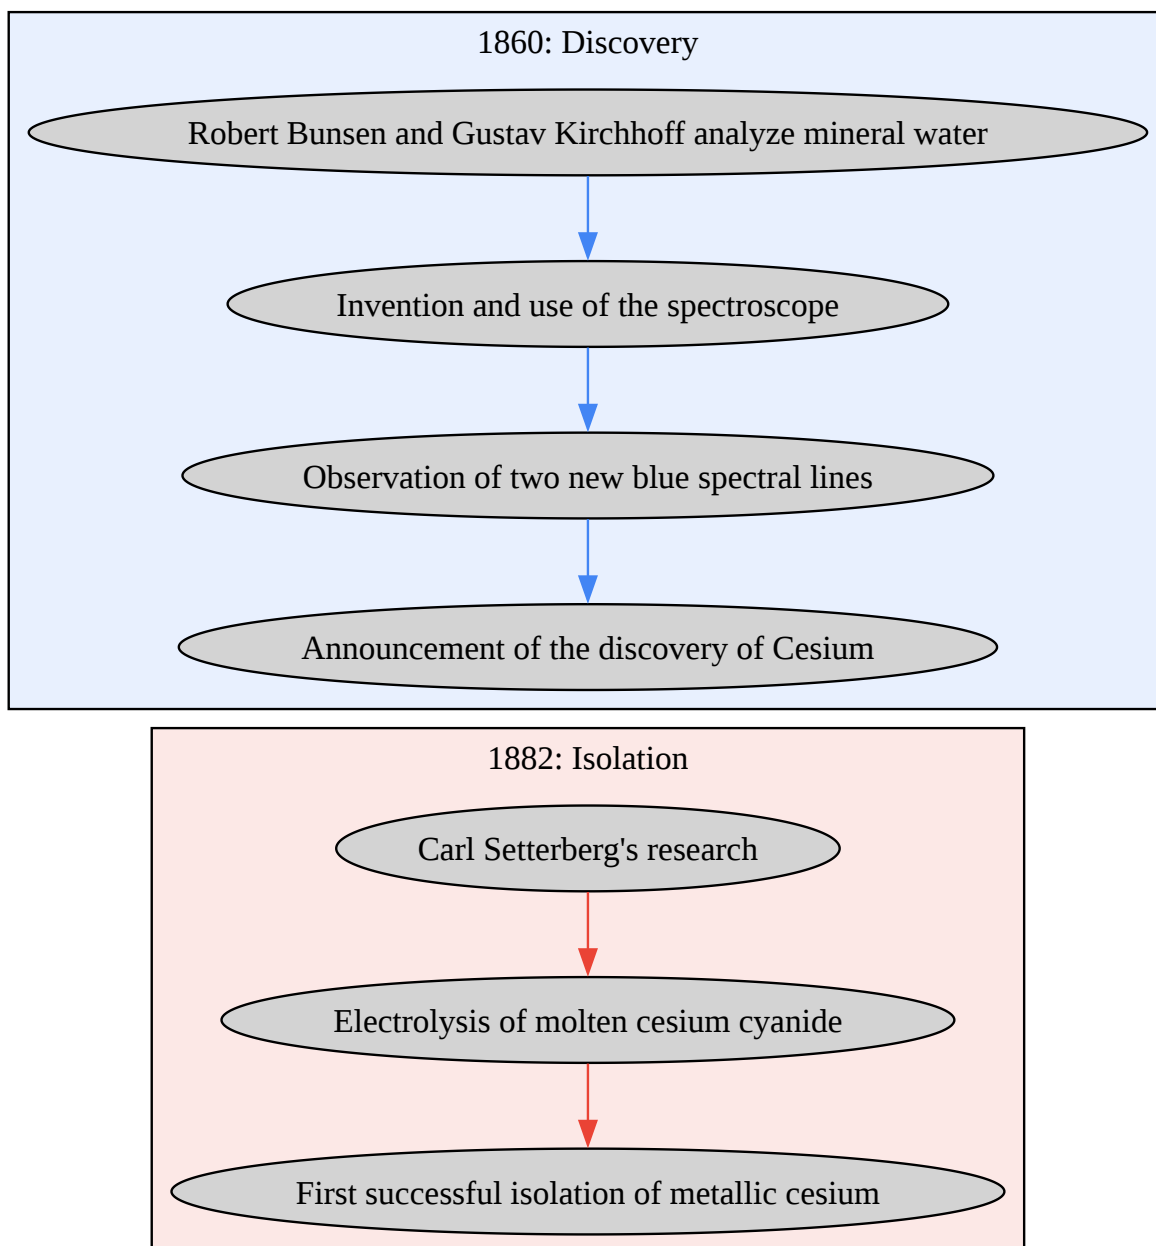 1860: Discovery
Robert Bunsen and Gustav Kirchhoff analyze mineral water
Invention and use of the spectroscope
Observation of two new blue spectral lines
Announcement of the discovery of Cesium
1882: Isolation
Carl Setterberg's research
Electrolysis of molten cesium cyanide
First successful isolation of metallic cesium